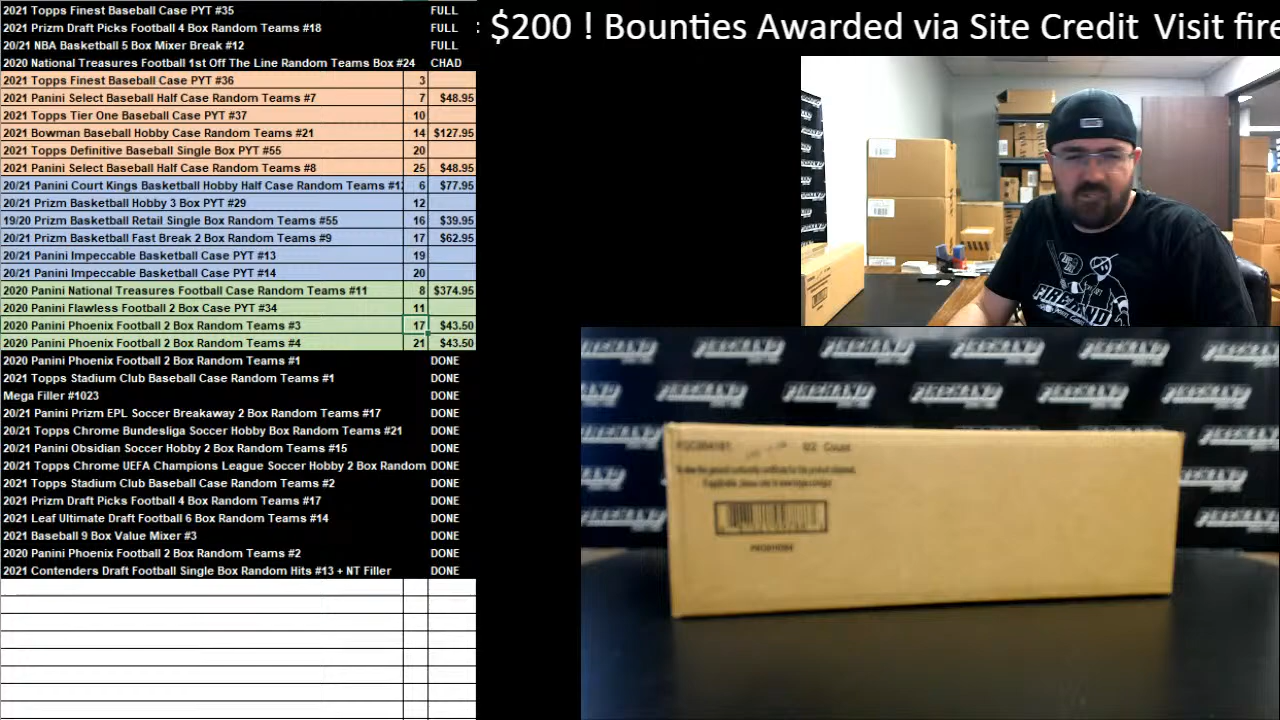 2021 Topps Finest Baseball Case PYT #35 FULL
2021 Prizm Draft Picks Football 4 Box Random Teams #18 FULL
20/21 NBA Basketball 5 Box Mixer Break #12 FULL
2020 National Treasures Football 1st Off The Line Random Teams Box #24 CHAD
2021 Topps Finest Baseball Case PYT #36 3
2021 Panini Select Baseball Half Case Random Teams #7 7 $48.95
2021 Topps Tier One Baseball Case PYT #37 10
2021 Bowman Baseball Hobby Case Random Teams #21 14 $127.95
2021 Topps Definitive Baseball Single Box PYT #55 20
2021 Panini Select Baseball Half Case Random Teams #8 25 $48.95
20/21 Panini Court Kings Basketball Hobby Half Case Random Teams #12 6 $77.95
20/21 Prizm Basketball Hobby 3 Box PYT #29 12
19/20 Prizm Basketball Retail Single Box Random Teams #55 16 $39.95
20/21 Prizm Basketball Fast Break 2 Box Random Teams #9 17 $62.95
20/21 Panini Impeccable Basketball Case PYT #13 19
20/21 Panini Impeccable Basketball Case PYT #14 20
2020 Panini National Treasures Football Case Random Teams #11 8 $374.95
2020 Panini Flawless Football 2 Box Case PYT #34 11
2020 Panini Phoenix Football 2 Box Random Teams #3 17 $43.50
2020 Panini Phoenix Football 2 Box Random Teams #4 21 $43.50
2020 Panini Phoenix Football 2 Box Random Teams #1 DONE
2021 Topps Stadium Club Baseball Case Random Teams #1 DONE
Mega Filler #1023 DONE
20/21 Panini Prizm EPL Soccer Breakaway 2 Box Random Teams #17 DONE
20/21 Topps Chrome Bundesliga Soccer Hobby Box Random Teams #21 DONE
20/21 Panini Obsidian Soccer Hobby 2 Box Random Teams #15 DONE
20/21 Topps Chrome UEFA Champions League Soccer Hobby 2 Box Random DONE
2021 Topps Stadium Club Baseball Case Random Teams #2 DONE
2021 Prizm Draft Picks Football 4 Box Random Teams #17 DONE
2021 Leaf Ultimate Draft Football 6 Box Random Teams #14 DONE
2021 Baseball 9 Box Value Mixer #3 DONE
2020 Panini Phoenix Football 2 Box Random Teams #2 DONE
2021 Contenders Draft Football Single Box Random Hits #13 + NT Filler DONE
$200 ! Bounties Awarded via Site Credit Visit fire
FIRELAND
FIRELAND
Count